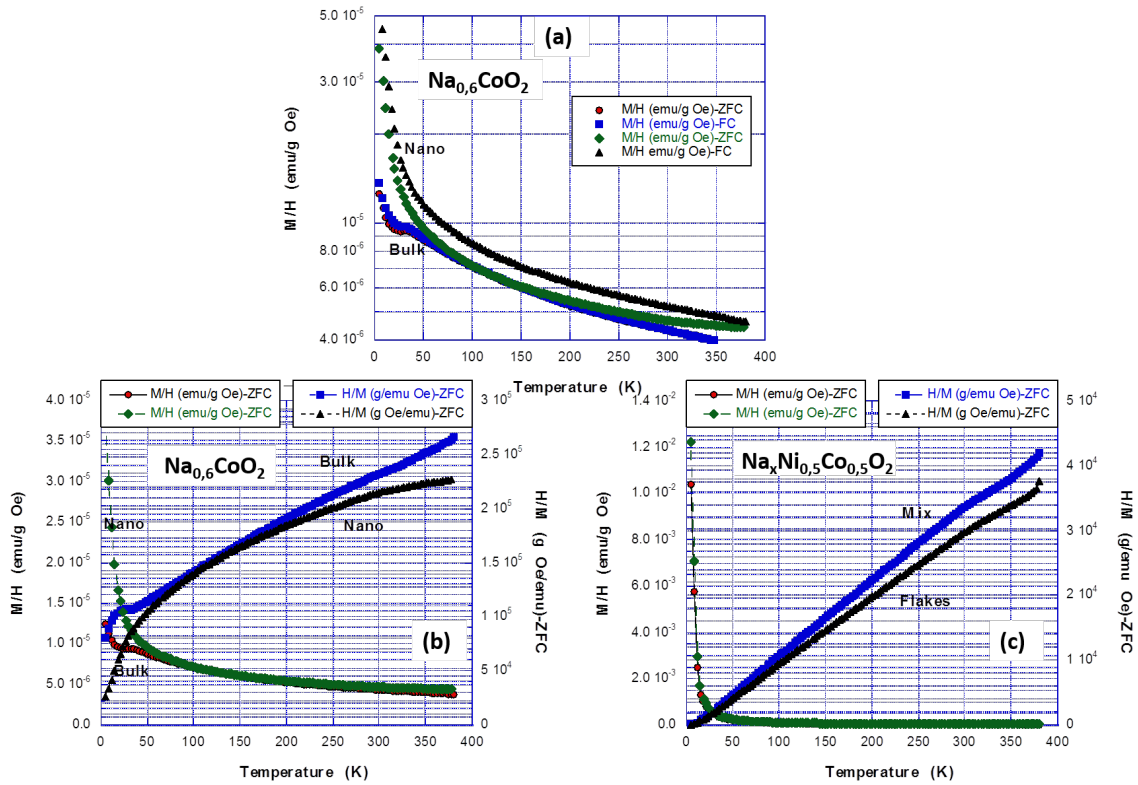 (a)
Na0,6CoO2
5.0 10-5
3.0 10-5
10-5
8.0 10-6
6.0 10-6
4.0 10-6
M/H (emu/g Oe)
M/H (emu/g Oe)-ZFC
M/H (emu/g Oe)-FC
M/H (emu/g Oe)-ZFC
M/H emu/g Oe)-FC
Nano
Bulk
0 50 100 150 200 250 300 350 400
Temperature (K)
M/H (emu/g Oe)-ZFC
M/H (emu/g Oe)-ZFC
H/M (g/emu Oe)-ZFC
H/M (g Oe/emu)-ZFC
4.0 10-5
3.5 10-5
3.0 10-5
2.5 10-5
2.0 10-5
1.5 10-5
1.0 10-5
5.0 10-6
0.0
M/H (emu/g Oe)
Na0,6CoO2
Bulk
Nano
Nano
Bulk
(b)
3 105
2.5 105
2 105
1.5 105
1 105
5 104
0
H/M (g Oe/emu)-ZFC
0 50 100 150 200 250 300 350 400
Temperature (K)
M/H (emu/g Oe)-ZFC
M/H (emu/g Oe)-ZFC
H/M (g/emu Oe)-ZFC
H/M (g Oe/emu)-ZFC
1.4 10-2
1.2 10-2
1.0 10-2
8.0 10-3
6.0 10-3
4.0 10-3
2.0 10-3
0.0
M/H (emu/g Oe)
NaxNi0,5Co0,5O2
Mix
Flakes
(c)
5 104
4 104
3 104
2 104
1 104
0
H/M (g/emu Oe)-ZFC
0 50 100 150 200 250 300 350 400
Temperature (K)